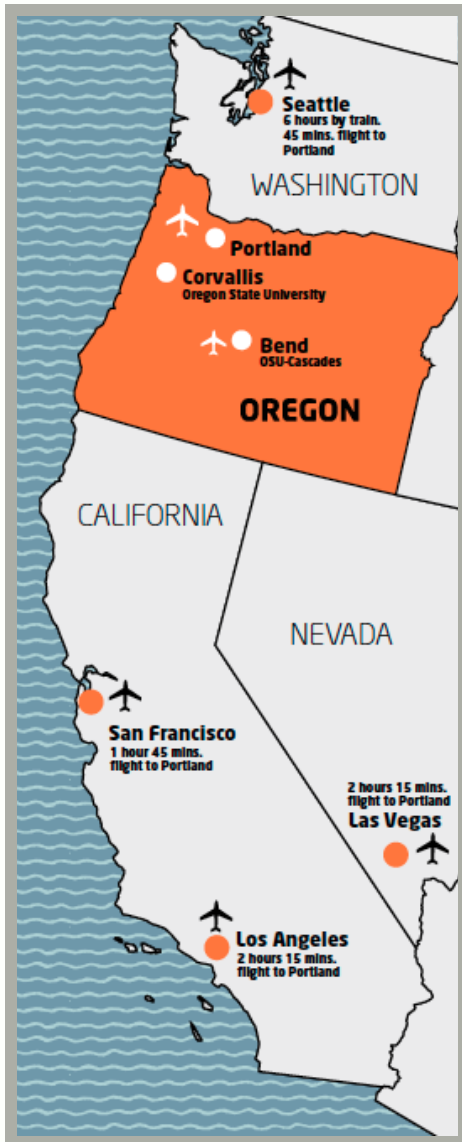 Seattle
6 hours by train.
45 mins. flight to
Portland
WASHINGTON
Portland
Corvallis
Oregon State University
Bend
OSU-Cascades
OREGON
CALIFORNIA
NEVADA
San Francisco
1 hour 45 mins.
flight to Portland
2 hours 15 mins.
flight to Portland
Las Vegas
Los Angeles
2 hours 15 mins.
flight to Portland